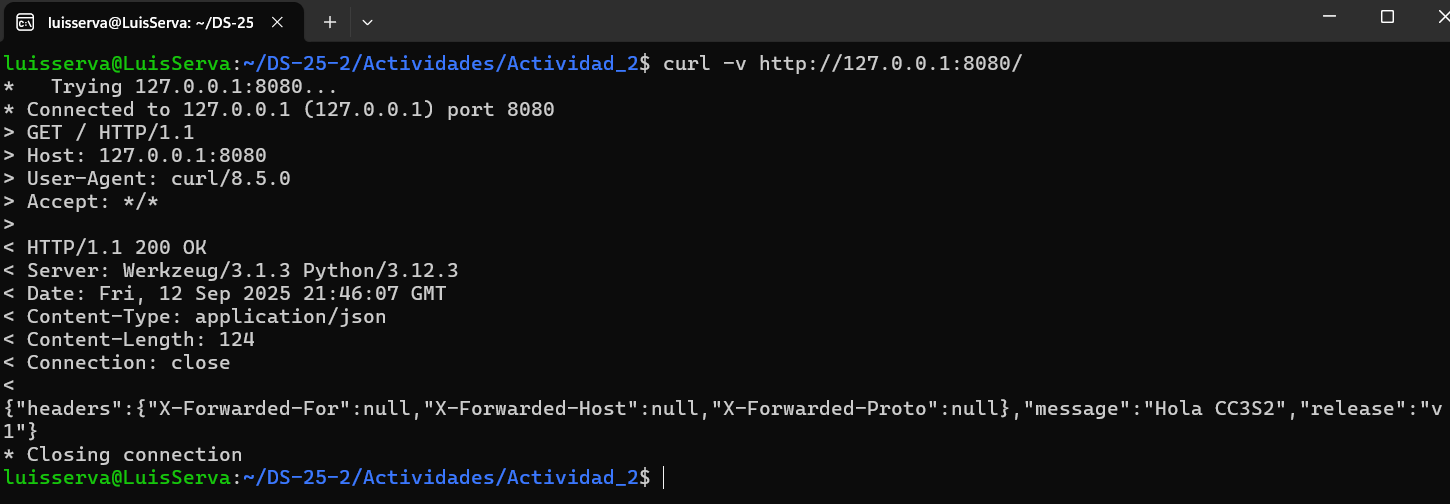 luisserva@LuisServa: ~/DS-25
luisserva@LuisServa:~/DS-25-2/Actividades/Actividad_2$ curl -v http://127.0.0.1:8080/
*   Trying 127.0.0.1:8080...
* Connected to 127.0.0.1 (127.0.0.1) port 8080
> GET / HTTP/1.1
> Host: 127.0.0.1:8080
> User-Agent: curl/8.5.0
> Accept: */*
>
< HTTP/1.1 200 OK
< Server: Werkzeug/3.1.3 Python/3.12.3
< Date: Fri, 12 Sep 2025 21:46:07 GMT
< Content-Type: application/json
< Content-Length: 124
< Connection: close
<
{"headers":{"X-Forwarded-For":null,"X-Forwarded-Host":null,"X-Forwarded-Proto":null},"message":"Hola CC3S2","release":"v
1"}
* Closing connection
luisserva@LuisServa:~/DS-25-2/Actividades/Actividad_2$